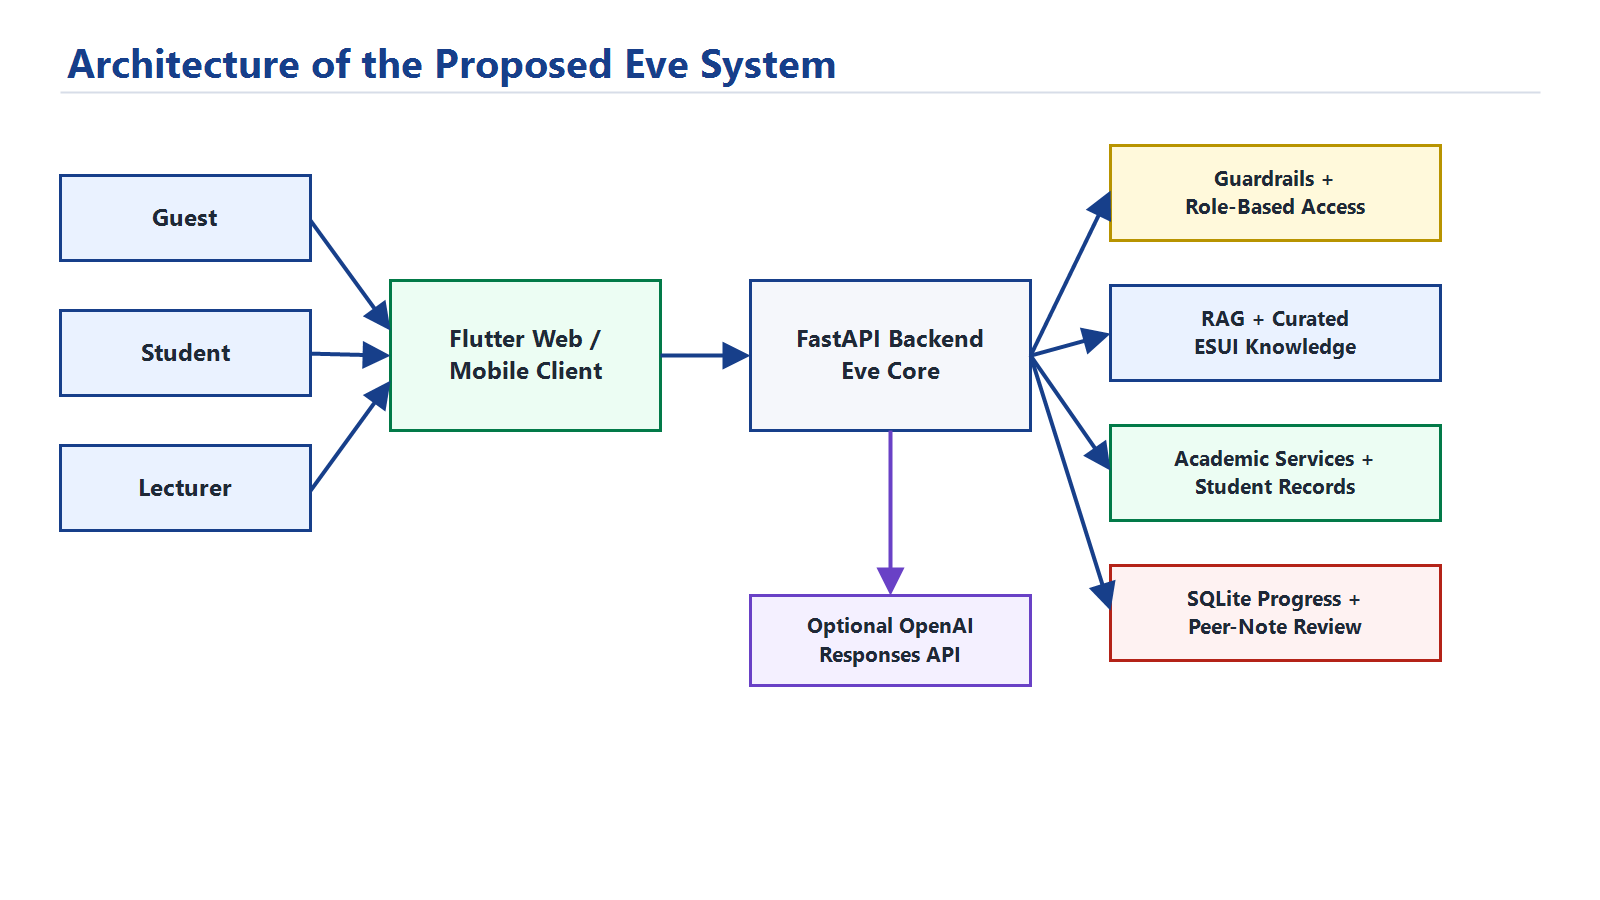 Architecture of the Proposed Eve System
Guest
Student
Lecturer
Flutter Web /
Mobile Client
FastAPI Backend
Eve Core
Optional OpenAI
Responses API
Guardrails +
Role-Based Access
RAG + Curated
ESUI Knowledge
Academic Services +
Student Records
SQLite Progress +
Peer-Note Review